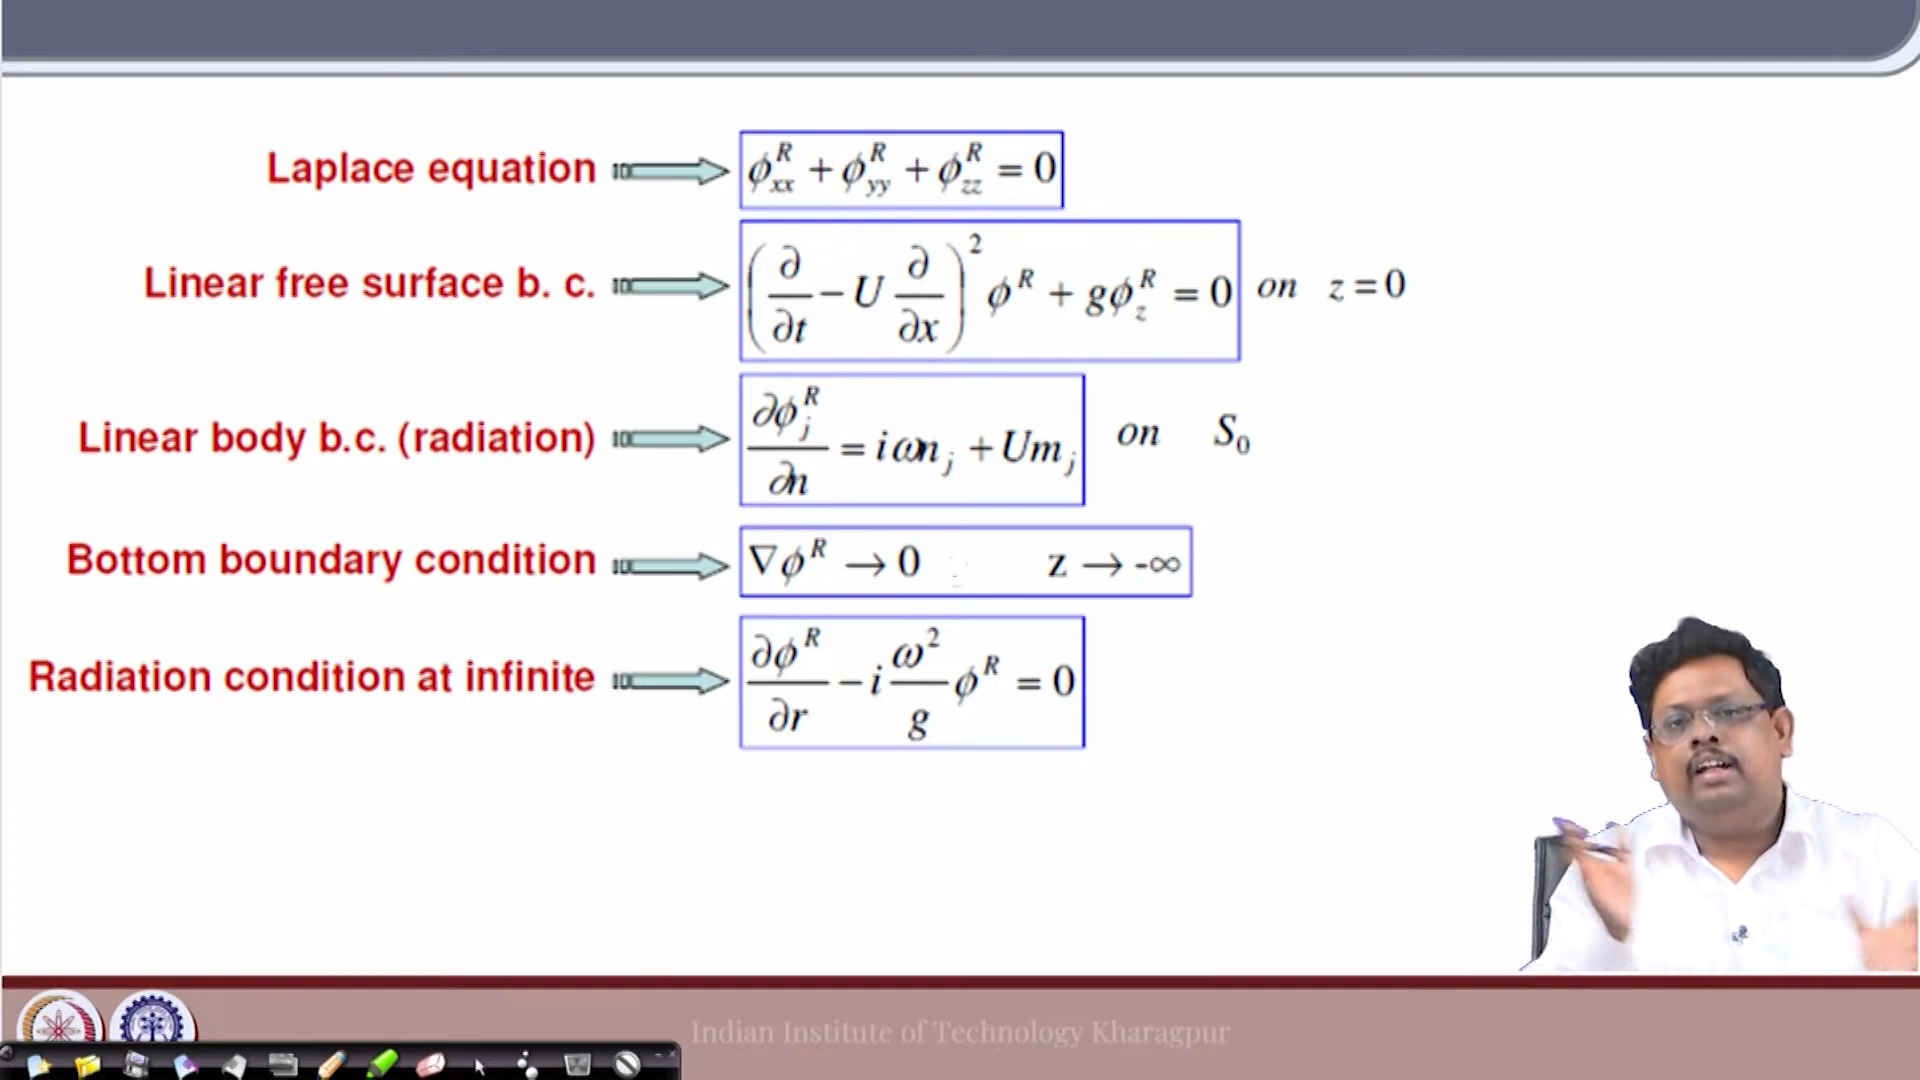 Laplace equation ϕ^R_xx + ϕ^R_yy + ϕ^R_zz = 0
Linear free surface b. c. (∂/∂t − U ∂/∂x)^2 ϕ^R + gϕ^R_z = 0 on z = 0
Linear body b.c. (radiation) ∂ϕ^R_j/∂n = iωn_j + Um_j on S_0
Bottom boundary condition ∇ϕ^R → 0 z → -∞
Radiation condition at infinite ∂ϕ^R/∂r − i ω^2/g ϕ^R = 0
Indian Institute of Technology Kharagpur